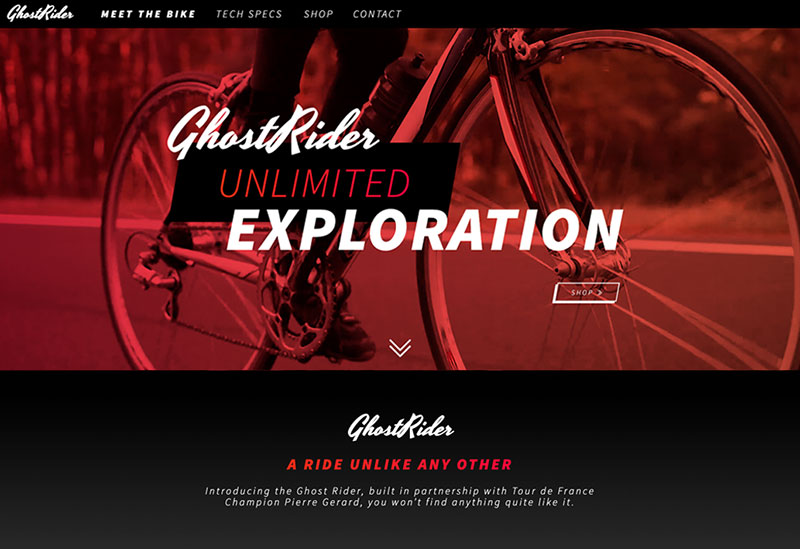 GhostRider MEET THE BIKE TECH SPECS SHOP CONTACT
GhostRider
UNLIMITED
EXPLORATION
SHOP
GhostRider
A RIDE UNLIKE ANY OTHER
Introducing the Ghost Rider, built in partnership with Tour de France
Champion Pierre Gerard, you won't find anything quite like it.